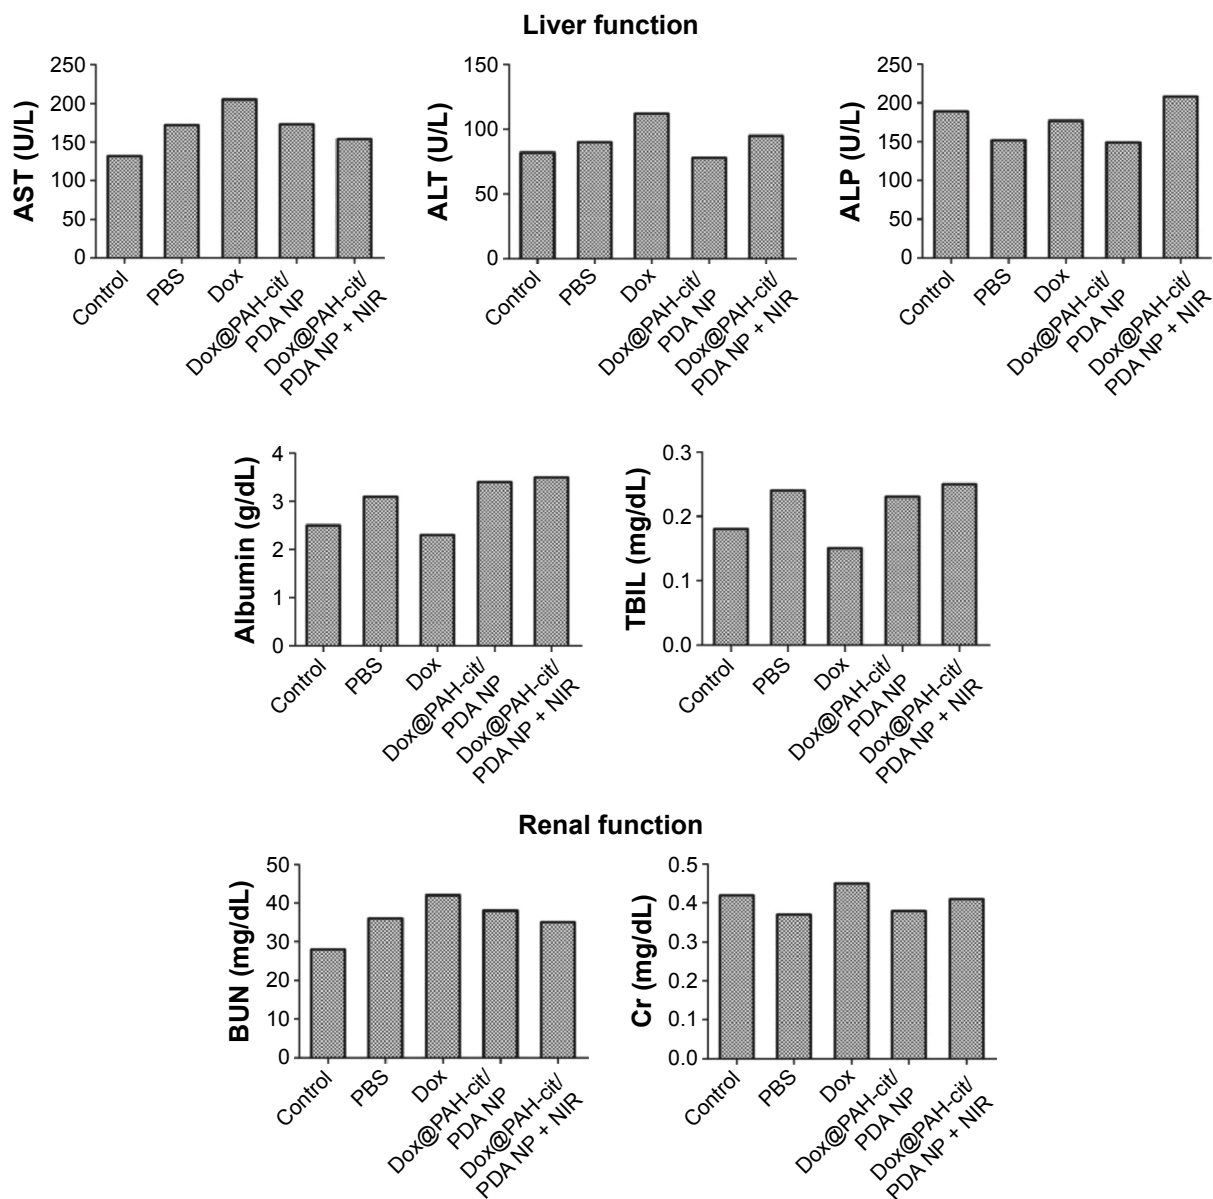 Liver function
AST (U/L)
250
200
150
100
50
0
Control
PBS
Dox
Dox@PAH-cit/
PDA NP
Dox@PAH-cit/
PDA NP + NIR
ALT (U/L)
150
100
50
0
Control
PBS
Dox
Dox@PAH-cit/
PDA NP
Dox@PAH-cit/
PDA NP + NIR
ALP (U/L)
250
200
150
100
50
0
Control
PBS
Dox
Dox@PAH-cit/
PDA NP
Dox@PAH-cit/
PDA NP + NIR
Albumin (g/dL)
4
3
2
1
0
Control
PBS
Dox
Dox@PAH-cit/
PDA NP
Dox@PAH-cit/
PDA NP + NIR
TBIL (mg/dL)
0.3
0.2
0.1
0.0
Control
PBS
Dox
Dox@PAH-cit/
PDA NP
Dox@PAH-cit/
PDA NP + NIR
Renal function
BUN (mg/dL)
50
40
30
20
10
0
Control
PBS
Dox
Dox@PAH-cit/
PDA NP
Dox@PAH-cit/
PDA NP + NIR
Cr (mg/dL)
0.5
0.4
0.3
0.2
0.1
0.0
Control
PBS
Dox
Dox@PAH-cit/
PDA NP
Dox@PAH-cit/
PDA NP + NIR